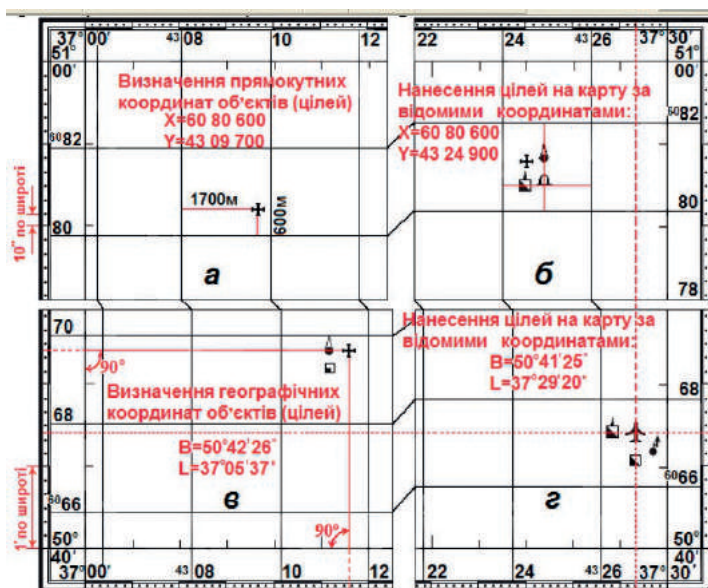 37° 00' 43 08 10 12
51°
00'
Визначення прямокутних
координат об'єктів (цілей)
X=60 80 600
Y=43 09 700
60 82
1700м
600м
80
10" по широті
а
22 24 43 26 37° 30'
51°
00'
Нанесення цілей на карту за
відомими координатами:
X=60 80 600
Y=43 24 900
60 82
80
78
б
70
90°
Визначення географічних
координат об'єктів (цілей)
68
B=50°42'26"
L=37°05'37"
60 66
1' по широті
в
90°
50°
40'
37° 00' 43 08 10 12
Нанесення цілей на карту за
відомими координатами:
B=50°41'25"
L=37°29'20"
68
60 66
г
50°
40'
22 24 43 26 37° 30'